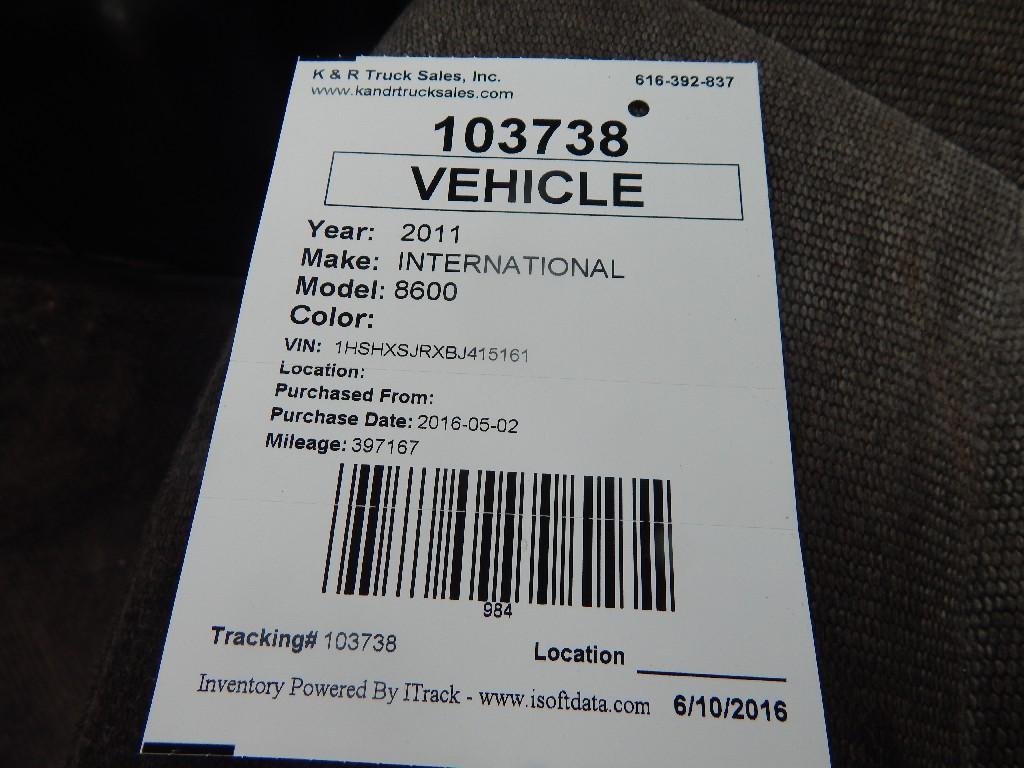 K & R Truck Sales, Inc. 616-392-837
www.kandrtrucksales.com
103738
VEHICLE
Year: 2011
Make: INTERNATIONAL
Model: 8600
Color:
VIN: 1HSHXSJRXBJ415161
Location:
Purchased From:
Purchase Date: 2016-05-02
Mileage: 397167
984
Tracking# 103738 Location
Inventory Powered By ITrack - www.isoftdata.com 6/10/2016